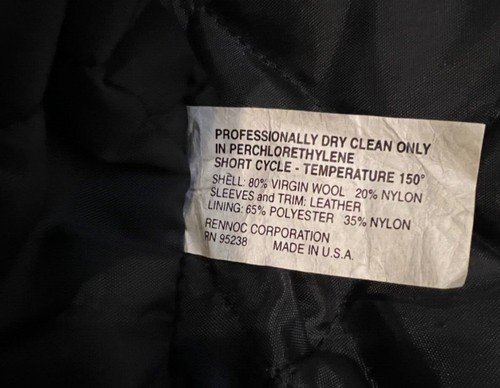 PROFESSIONALLY DRY CLEAN ONLY
IN PERCHLORETHYLENE
SHORT CYCLE - TEMPERATURE 150°
SHELL: 80% VIRGIN WOOL 20% NYLON
SLEEVES and TRIM: LEATHER
LINING: 65% POLYESTER 35% NYLON
RENNOC CORPORATION
RN 95238 MADE IN U.S.A.